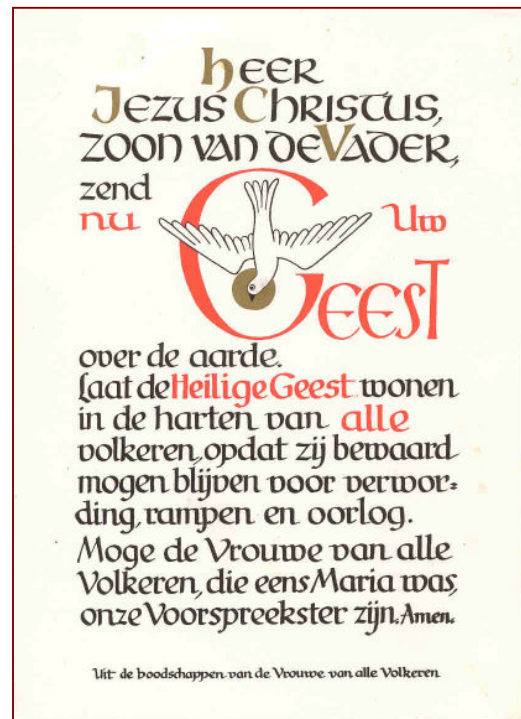 Heer
Jezus Christus,
zoon van de Vader,
zend
nu Uw
Geest
over de aarde.
Laat de Heilige Geest wonen
in de harten van alle
volkeren, opdat zij bewaard
mogen blijven voor verwor=
ding, rampen en oorlog.
Moge de Vrouwe van alle
Volkeren, die eens Maria was,
onze Voorspreekster zijn. Amen.
Uit de boodschappen van de Vrouwe van alle Volkeren